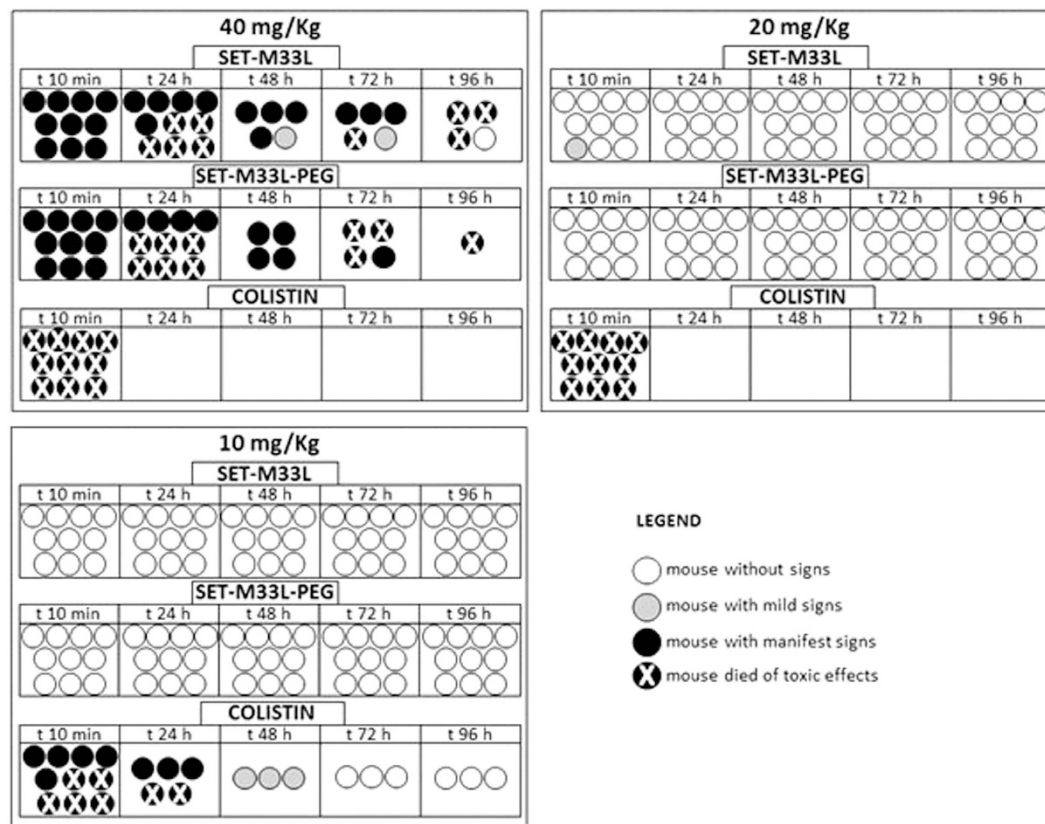 40 mg/Kg
SET-M33L
t 10 min t 24 h t 48 h t 72 h t 96 h
SET-M33L-PEG
t 10 min t 24 h t 48 h t 72 h t 96 h
COLISTIN
t 10 min t 24 h t 48 h t 72 h t 96 h
20 mg/Kg
SET-M33L
t 10 min t 24 h t 48 h t 72 h t 96 h
SET-M33L-PEG
t 10 min t 24 h t 48 h t 72 h t 96 h
COLISTIN
t 10 min t 24 h t 48 h t 72 h t 96 h
10 mg/Kg
SET-M33L
t 10 min t 24 h t 48 h t 72 h t 96 h
SET-M33L-PEG
t 10 min t 24 h t 48 h t 72 h t 96 h
COLISTIN
t 10 min t 24 h t 48 h t 72 h t 96 h
LEGEND
mouse without signs
mouse with mild signs
mouse with manifest signs
mouse died of toxic effects